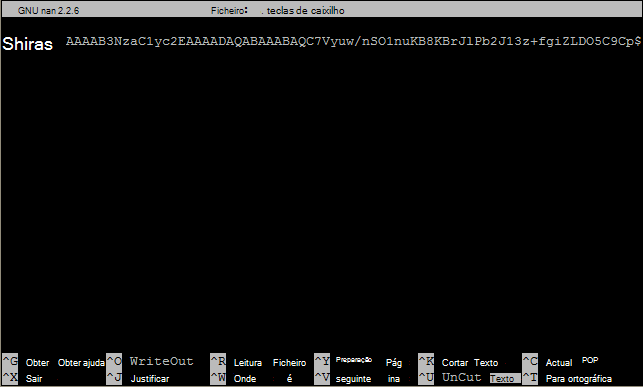 GNU nan 2.2.6 Ficheiro: . teclas de caixilho
Shiras AAAAB3NzaC1yc2EAAAADAQABAAABAQC7Vyuw/nSO1nuKB8KBrJlPb2J13z+fgiZLDO5C9Cp$
^G Obter Obter ajuda ^O WriteOut ^R Leitura Ficheiro ^Y Preparação Pág ^K Cortar Texto ^C Actual POP
^X Sair ^J Justificar ^W Onde é ^V seguinte ina ^U UnCut Texto ^T Para ortográfica